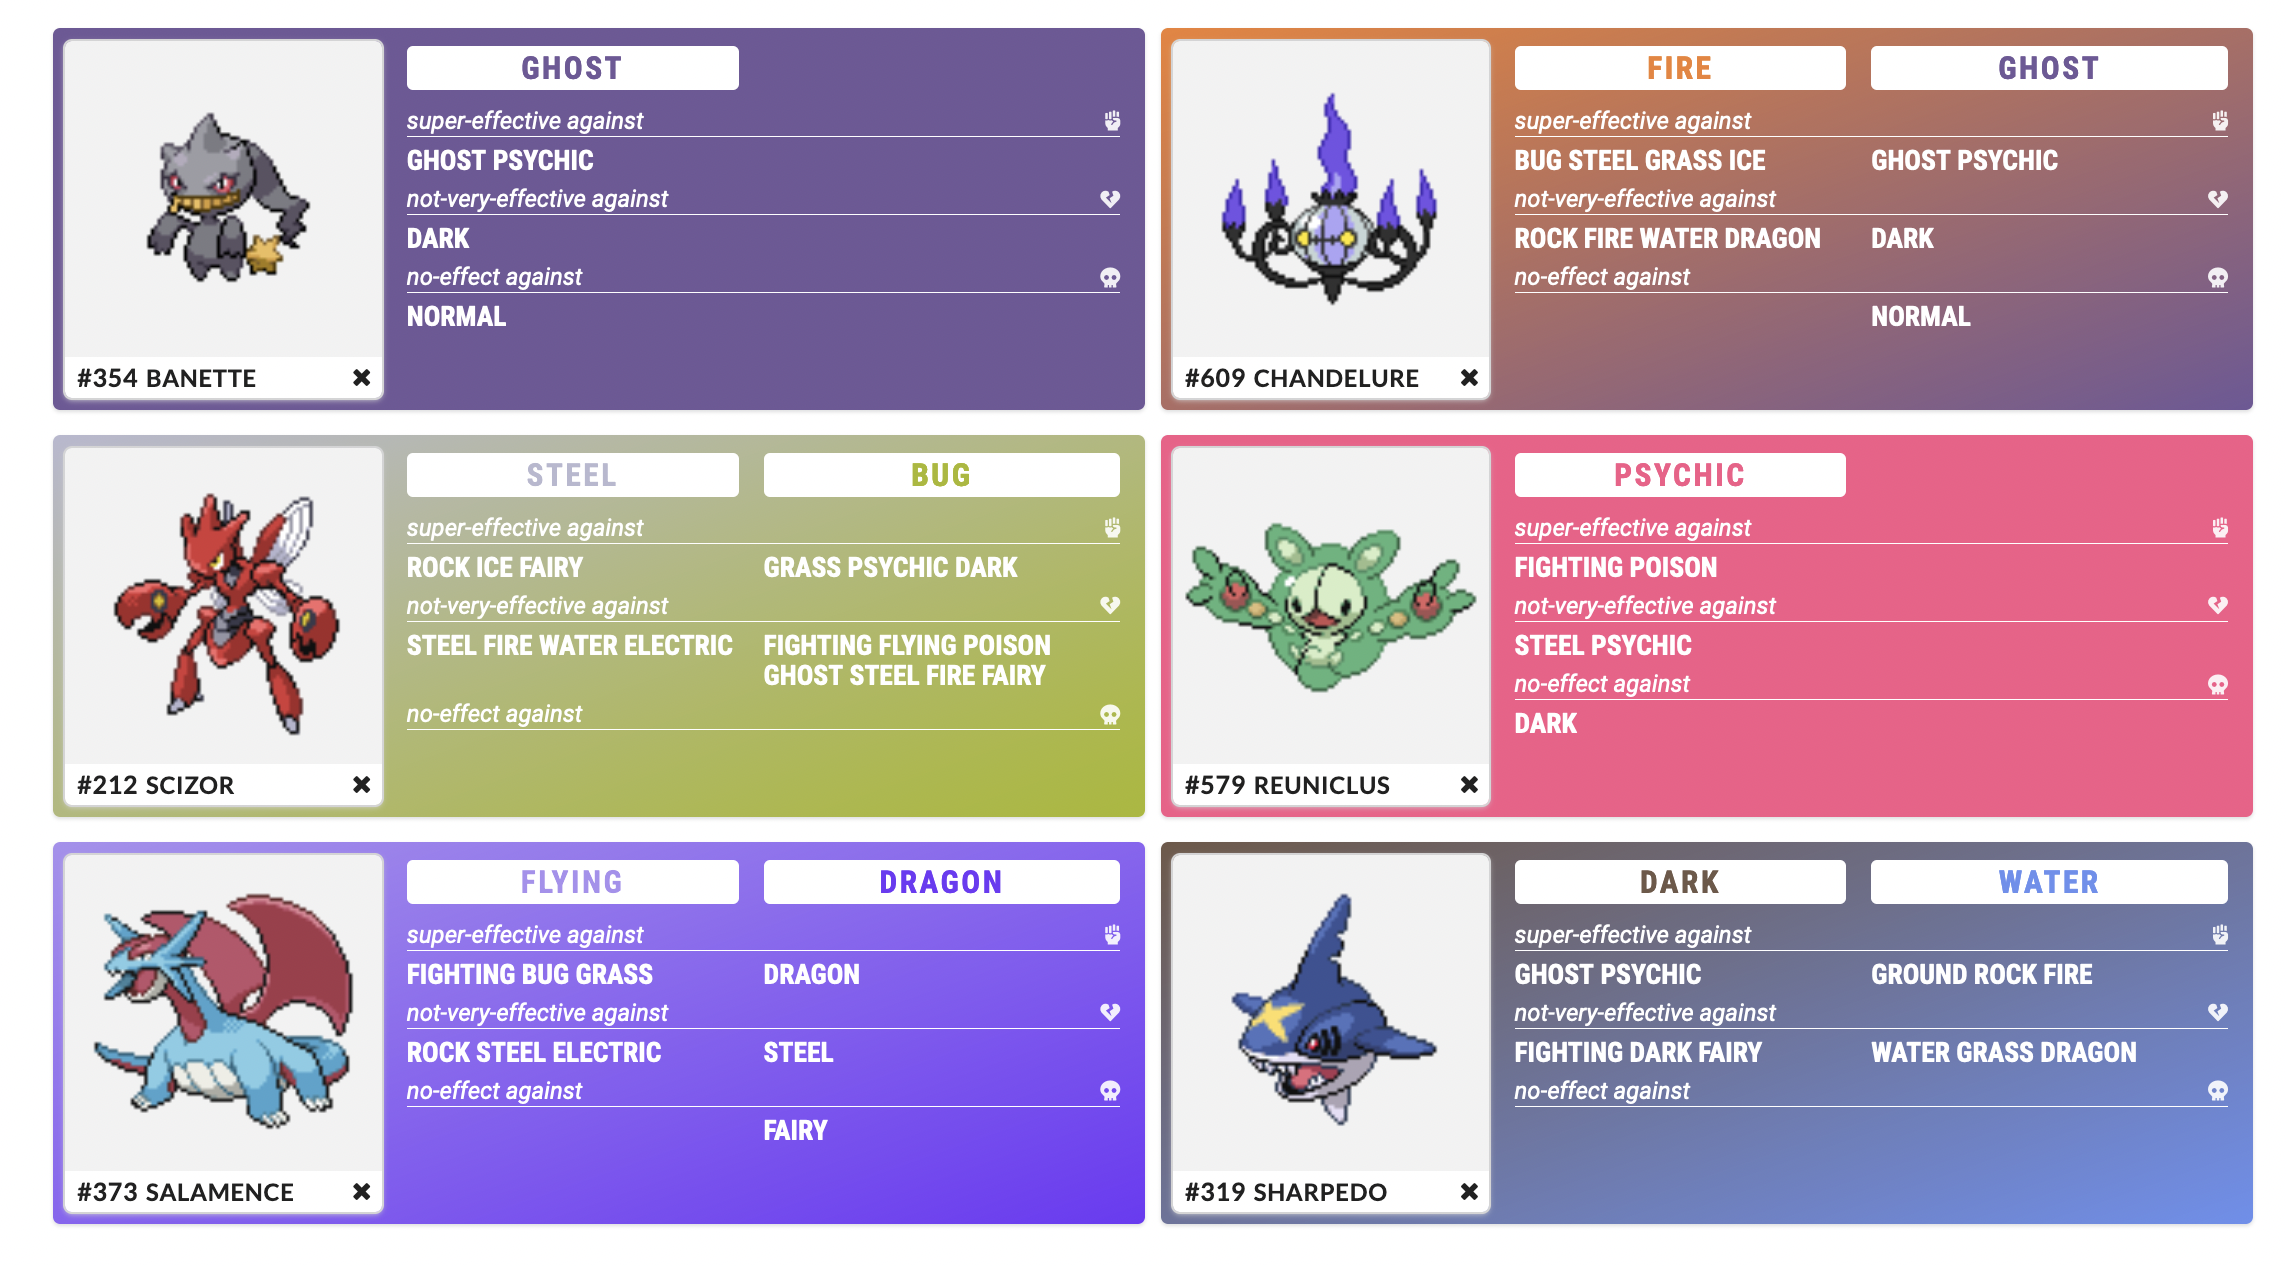 GHOST
super-effective against
GHOST PSYCHIC
not-very-effective against
DARK
no-effect against
NORMAL
#354 BANETTE
FIRE GHOST
super-effective against
BUG STEEL GRASS ICE GHOST PSYCHIC
not-very-effective against
ROCK FIRE WATER DRAGON DARK
no-effect against
NORMAL
#609 CHANDELURE
STEEL BUG
super-effective against
ROCK ICE FAIRY GRASS PSYCHIC DARK
not-very-effective against
STEEL FIRE WATER ELECTRIC FIGHTING FLYING POISON
GHOST STEEL FIRE FAIRY
no-effect against
#212 SCIZOR
PSYCHIC
super-effective against
FIGHTING POISON
not-very-effective against
STEEL PSYCHIC
no-effect against
DARK
#579 REUNICLUS
FLYING DRAGON
super-effective against
FIGHTING BUG GRASS DRAGON
not-very-effective against
ROCK STEEL ELECTRIC STEEL
no-effect against
FAIRY
#373 SALAMENCE
DARK WATER
super-effective against
GHOST PSYCHIC GROUND ROCK FIRE
not-very-effective against
FIGHTING DARK FAIRY WATER GRASS DRAGON
no-effect against
#319 SHARPEDO